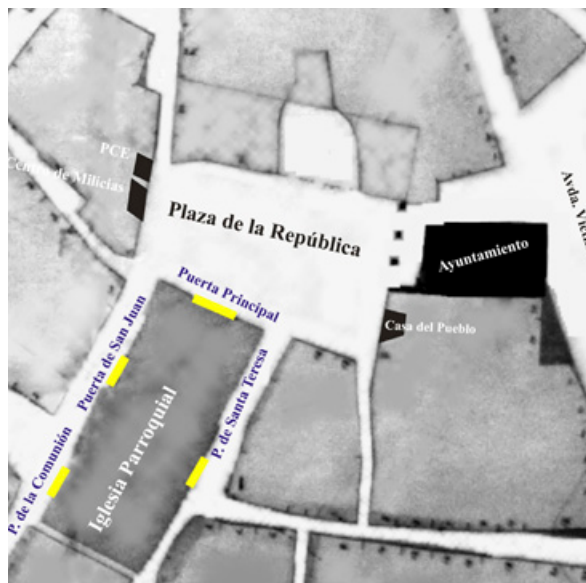 PCE
Centro de Milicias
Plaza de la República
Avda.
Ayuntamiento
Puerta Principal
Casa del Pueblo
Puerta de San Juan
P. de Santa Teresa
Iglesia Parroquial
P. de la Comunión